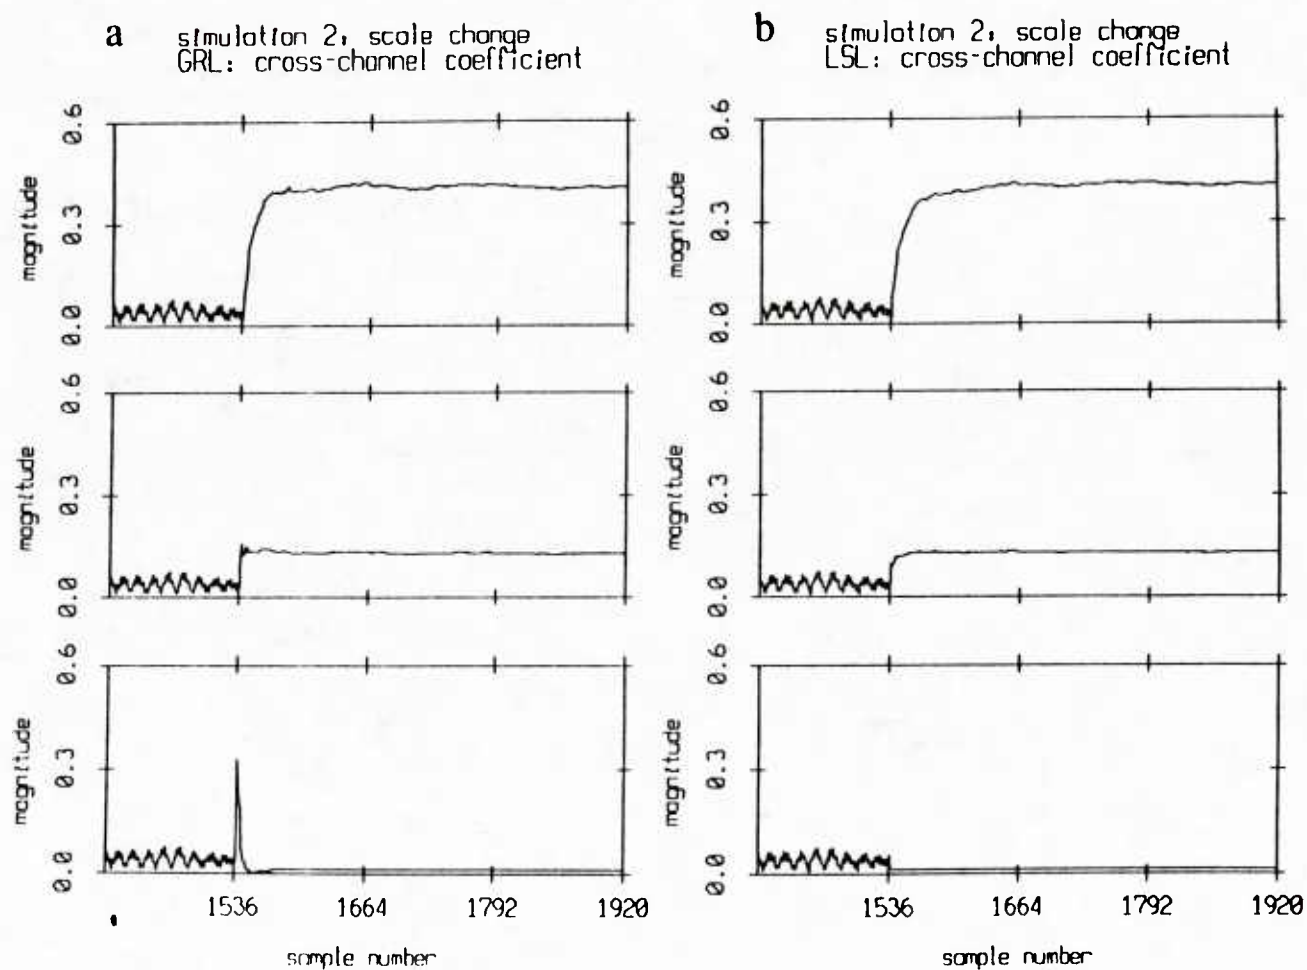 a
simulation 2, scale change
GRL: cross-channel coefficient
0.6
0.3
0.0
magnitude
0.6
0.3
0.0
magnitude
0.6
0.3
0.0
magnitude
1536 1664 1792 1920
sample number
b
simulation 2, scale change
LSL: cross-channel coefficient
0.6
0.3
0.0
magnitude
0.6
0.3
0.0
magnitude
0.6
0.3
0.0
magnitude
1536 1664 1792 1920
sample number